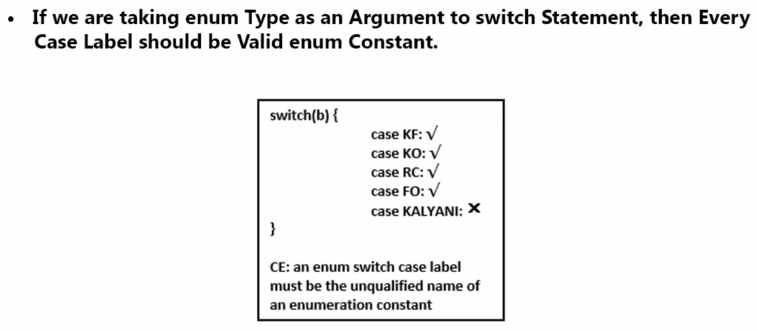 • If we are taking enum Type as an Argument to switch Statement, then Every
Case Label should be Valid enum Constant.
switch(b) {
case KF: √
case KO: √
case RC: √
case FO: √
case KALYANI: ×
}
CE: an enum switch case label
must be the unqualified name of
an enumeration constant